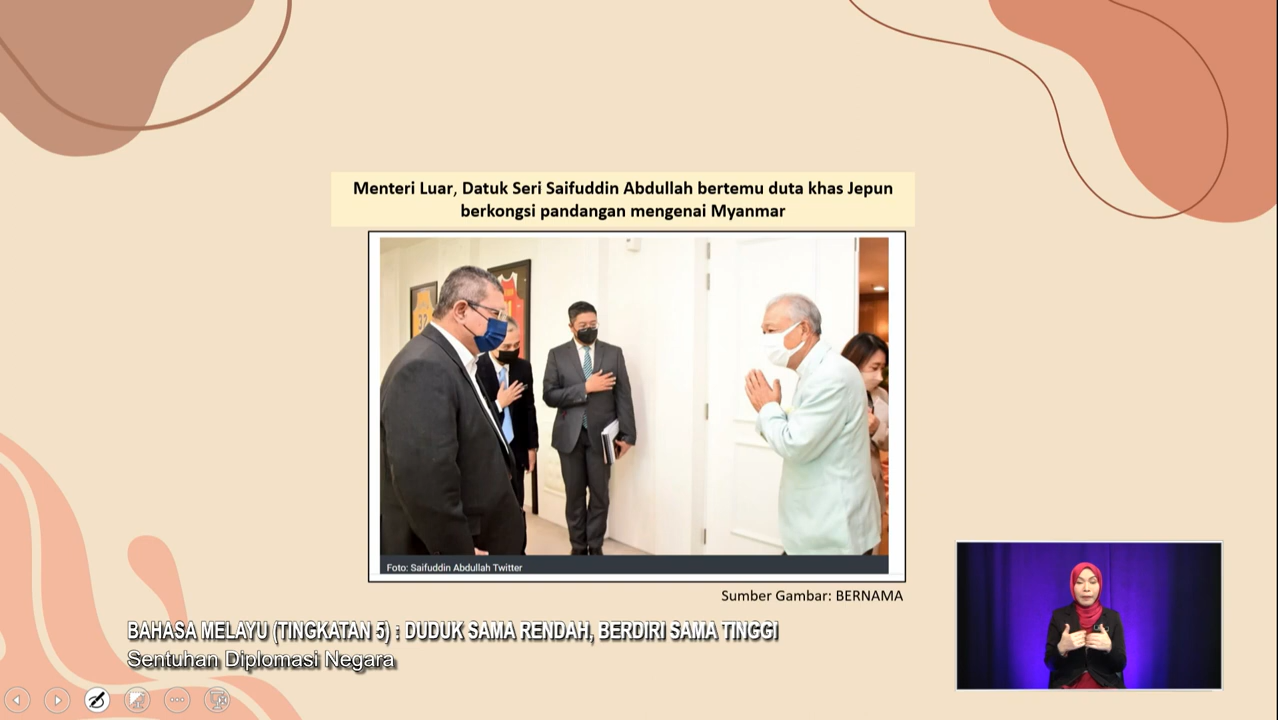 Menteri Luar, Datuk Seri Saifuddin Abdullah bertemu duta khas Jepun
berkongsi pandangan mengenai Myanmar
32
Foto: Saifuddin Abdullah Twitter
Sumber Gambar: BERNAMA
BAHASA MELAYU (TINGKATAN 5) : DUDUK SAMA RENDAH, BERDIRI SAMA TINGGI
Sentuhan Diplomasi Negara